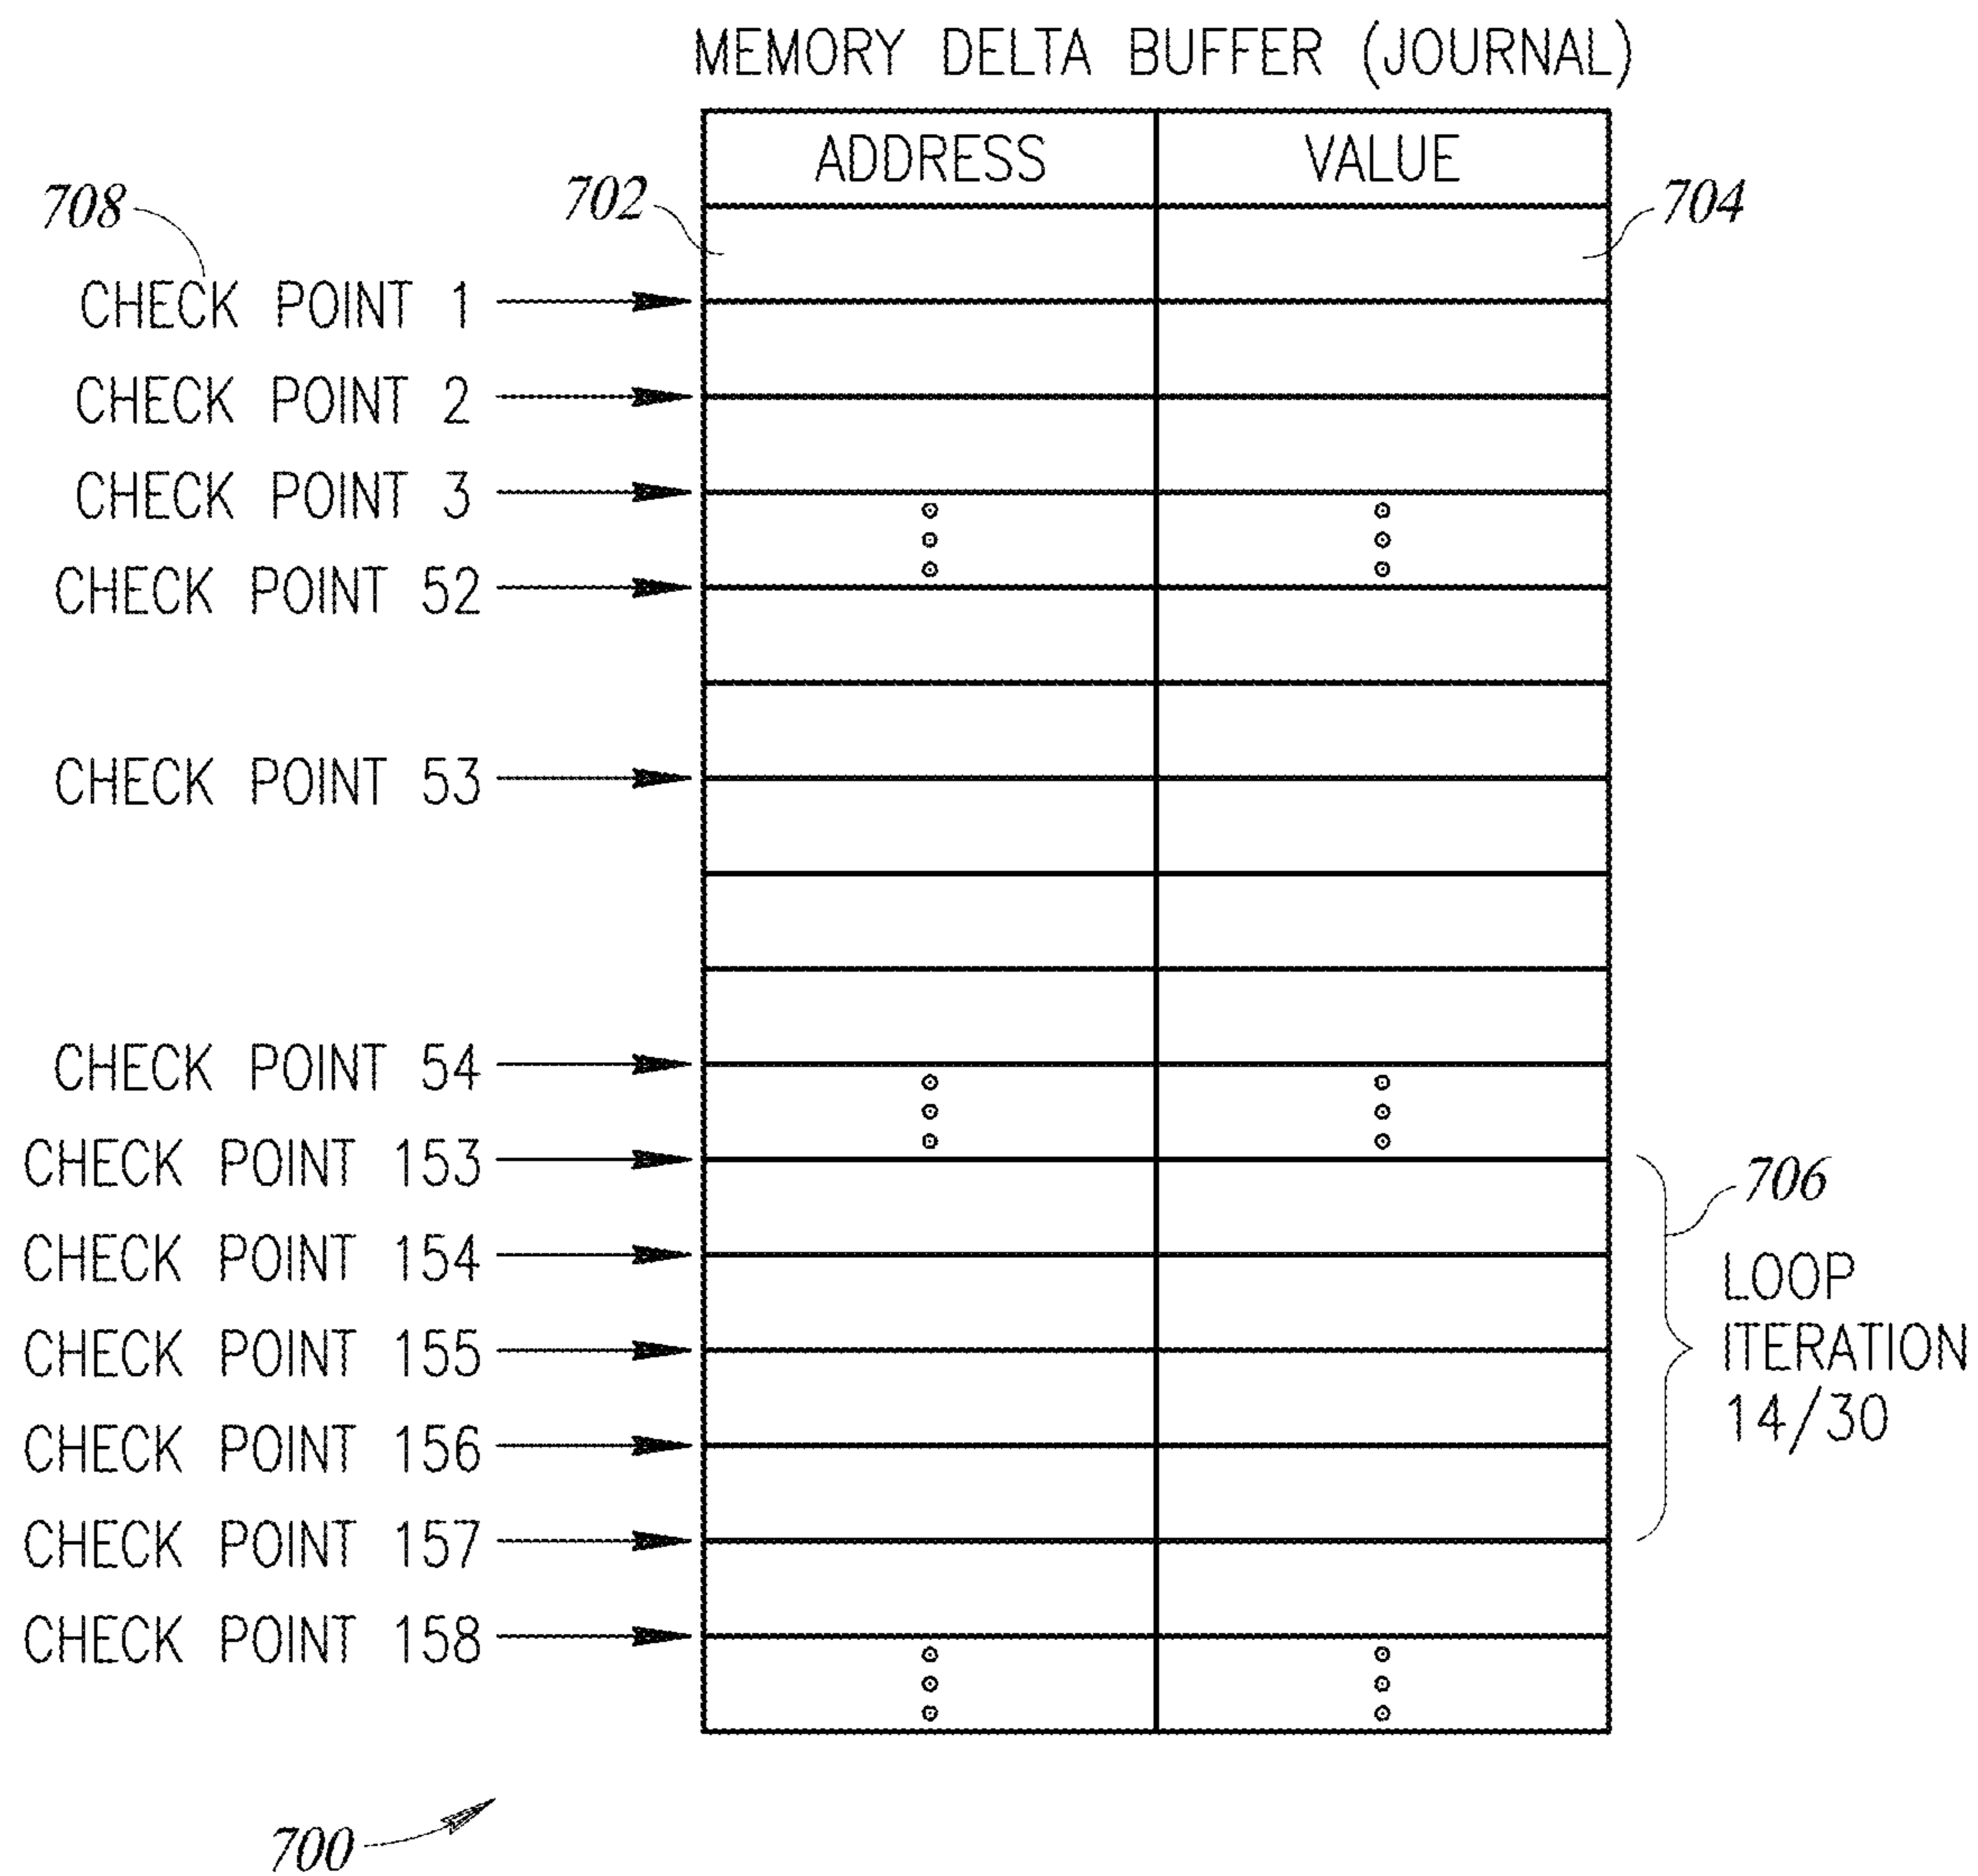 MEMORY DELTA BUFFER (JOURNAL)
ADDRESS VALUE
708 702 704
CHECK POINT 1
CHECK POINT 2
CHECK POINT 3
CHECK POINT 52
CHECK POINT 53
CHECK POINT 54
CHECK POINT 153
706
CHECK POINT 154
LOOP
CHECK POINT 155
ITERATION
14/30
CHECK POINT 156
CHECK POINT 157
CHECK POINT 158
700